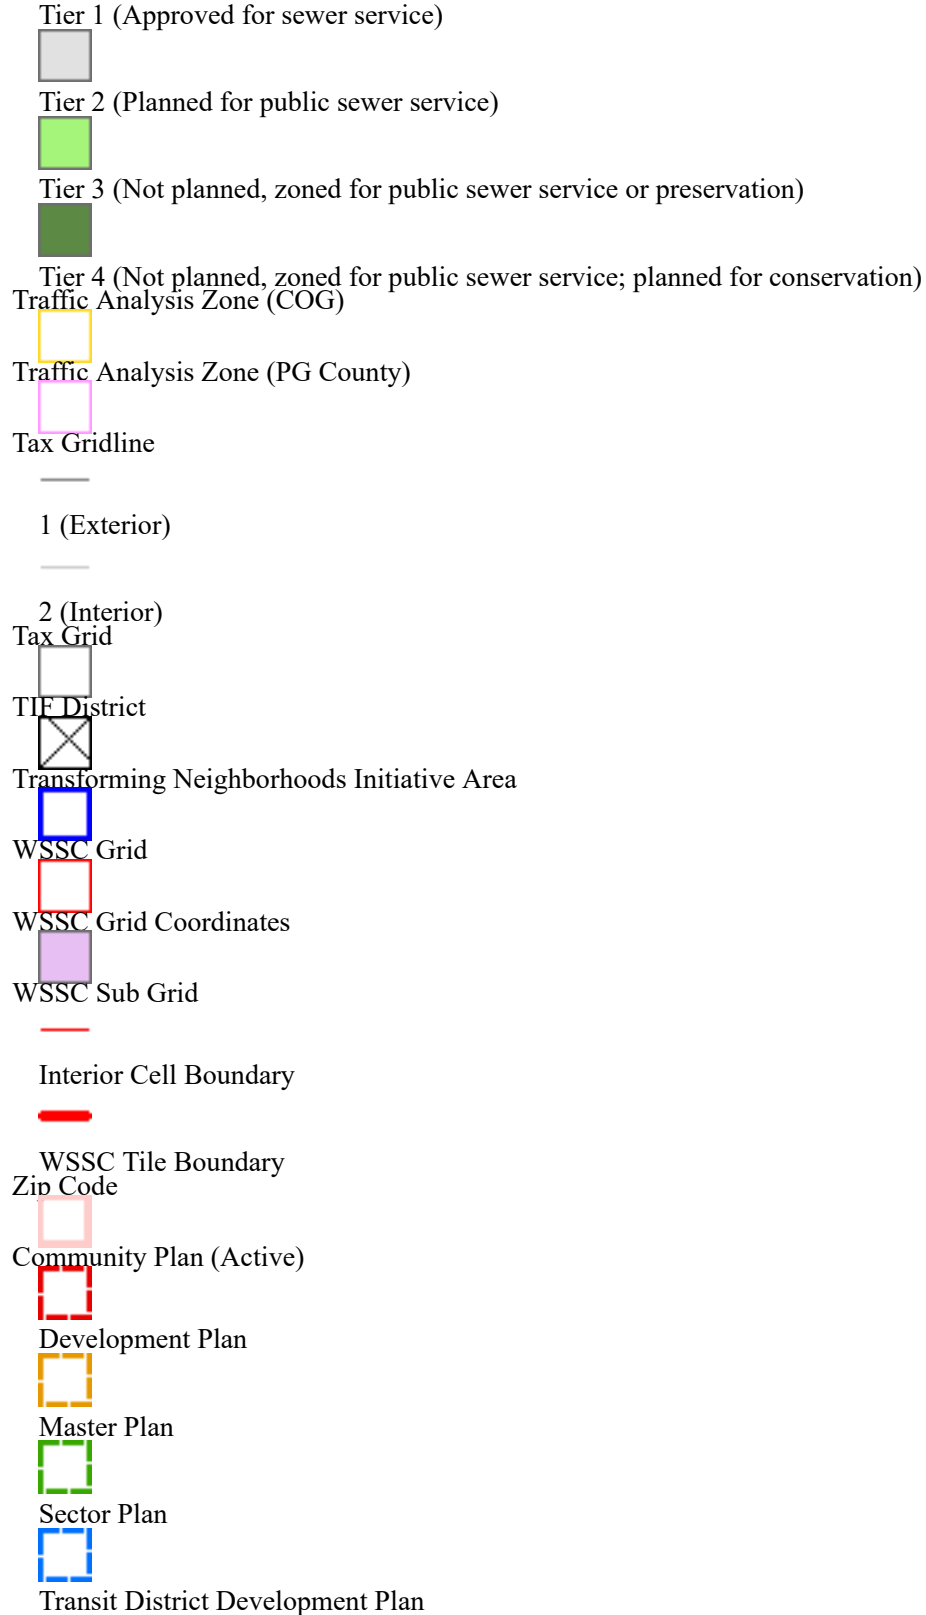 Tier 1 (Approved for sewer service)
Tier 2 (Planned for public sewer service)
Tier 3 (Not planned, zoned for public sewer service or preservation)
Tier 4 (Not planned, zoned for public sewer service; planned for conservation)
Traffic Analysis Zone (COG)
Traffic Analysis Zone (PG County)
Tax Gridline
1 (Exterior)
2 (Interior)
Tax Grid
TIF District
Transforming Neighborhoods Initiative Area
WSSC Grid
WSSC Grid Coordinates
WSSC Sub Grid
Interior Cell Boundary
WSSC Tile Boundary
Zip Code
Community Plan (Active)
Development Plan
Master Plan
Sector Plan
Transit District Development Plan